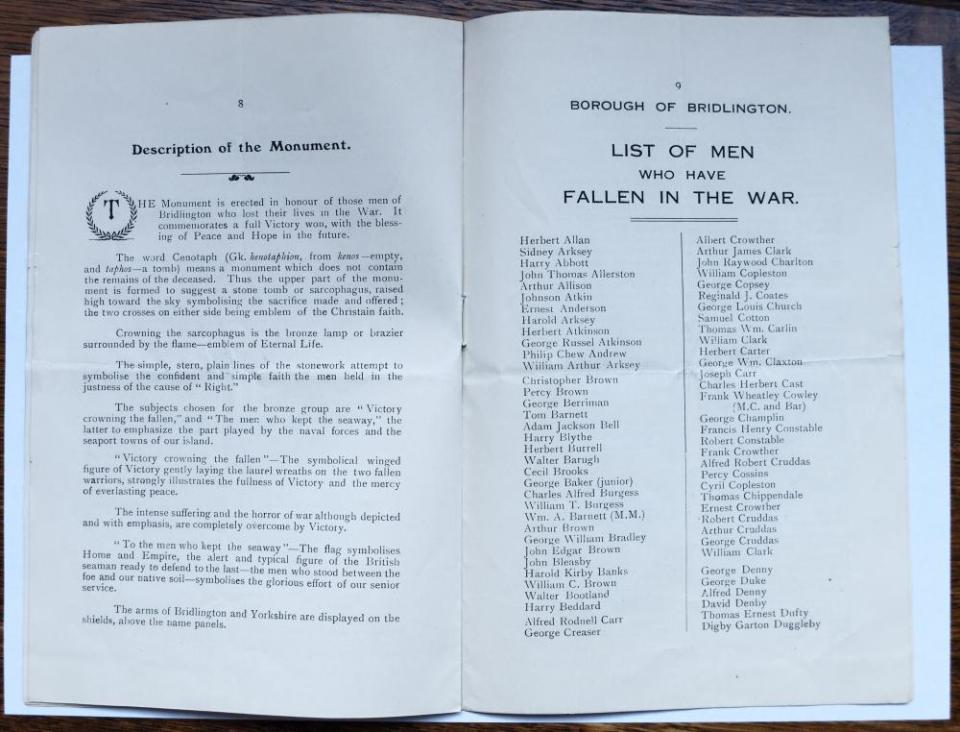 8
Description of the Monument.
THE Monument is erected in honour of those men of
Bridlington who lost their lives in the War. It
commemorates a full Victory won, with the bless-
ing of Peace and Hope in the future.
The word Cenotaph (Gk. kenotaphion, from kenos—empty,
and taphos—a tomb) means a monument which does not contain
the remains of the deceased. Thus the upper part of the monu-
ment is formed to suggest a stone tomb or sarcophagus, raised
high toward the sky symbolising the sacrifice made and offered;
the two crosses on either side being emblem of the Christain faith.
Crowning the sarcophagus is the bronze lamp or brazier
surrounded by the flame—emblem of Eternal Life.
The simple, stern, plain lines of the stonework attempt to
symbolise the confident and simple faith the men held in the
justness of the cause of "Right."
The subjects chosen for the bronze group are "Victory
crowning the fallen," and "The men who kept the seaway," the
latter to emphasize the part played by the naval forces and the
seaport towns of our island.
"Victory crowning the fallen"—The symbolical winged
figure of Victory gently laying the laurel wreaths on the two fallen
warriors, strongly illustrates the fullness of Victory and the mercy
of everlasting peace.
The intense suffering and the horror of war although depicted
and with emphasis, are completely overcome by Victory.
"To the men who kept the seaway"—The flag symbolises
Home and Empire, the alert and typical figure of the British
seaman ready to defend to the last—the men who stood between the
foe and our native soil—symbolises the glorious effort of our senior
service.
The arms of Bridlington and Yorkshire are displayed on the
shields, above the name panels.
9
BOROUGH OF BRIDLINGTON.
LIST OF MEN
WHO HAVE
FALLEN IN THE WAR.
Herbert Allan
Sidney Arksey
Harry Abbott
John Thomas Allerston
Arthur Allison
Johnson Atkin
Ernest Anderson
Harold Arksey
Herbert Atkinson
George Russel Atkinson
Philip Chew Andrew
William Arthur Arksey
Christopher Brown
Percy Brown
George Berriman
Tom Barnett
Adam Jackson Bell
Harry Blythe
Herbert Burrell
Walter Barugh
Cecil Brooks
George Baker (junior)
Charles Alfred Burgess
William T. Burgess
Wm. A. Barnett (M.M.)
Arthur Brown
George William Bradley
John Edgar Brown
John Bleasby
Harold Kirby Banks
William C. Brown
Walter Bootland
Harry Beddard
Alfred Rodnell Carr
George Creaser
Albert Crowther
Arthur James Clark
John Raywood Charlton
William Copleston
George Copsey
Reginald J. Coates
George Louis Church
Samuel Cotton
Thomas Wm. Carlin
William Clark
Herbert Carter
George Wm. Claxton
Joseph Carr
Charles Herbert Cast
Frank Wheatley Cowley
(M.C. and Bar)
George Champlin
Francis Henry Constable
Robert Constable
Frank Crowther
Alfred Robert Cruddas
Percy Cossins
Cyril Copleston
Thomas Chippendale
Ernest Crowther
Robert Cruddas
Arthur Cruddas
George Cruddas
William Clark
George Denny
George Duke
Alfred Denny
David Denby
Thomas Ernest Dufty
Digby Garton Duggleby